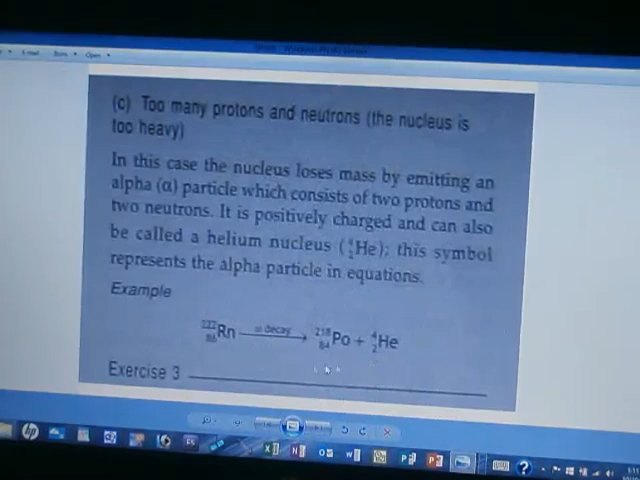 (c) Too many protons and neutrons (the nucleus is
too heavy)
In this case the nucleus loses mass by emitting an
alpha (α) particle which consists of two protons and
two neutrons. It is positively charged and can also
be called a helium nucleus (⁴₂He); this symbol
represents the alpha particle in equations.
Example
²²²₈₆Rn —α decay→ ²¹⁸₈₄Po + ⁴₂He
Exercise 3